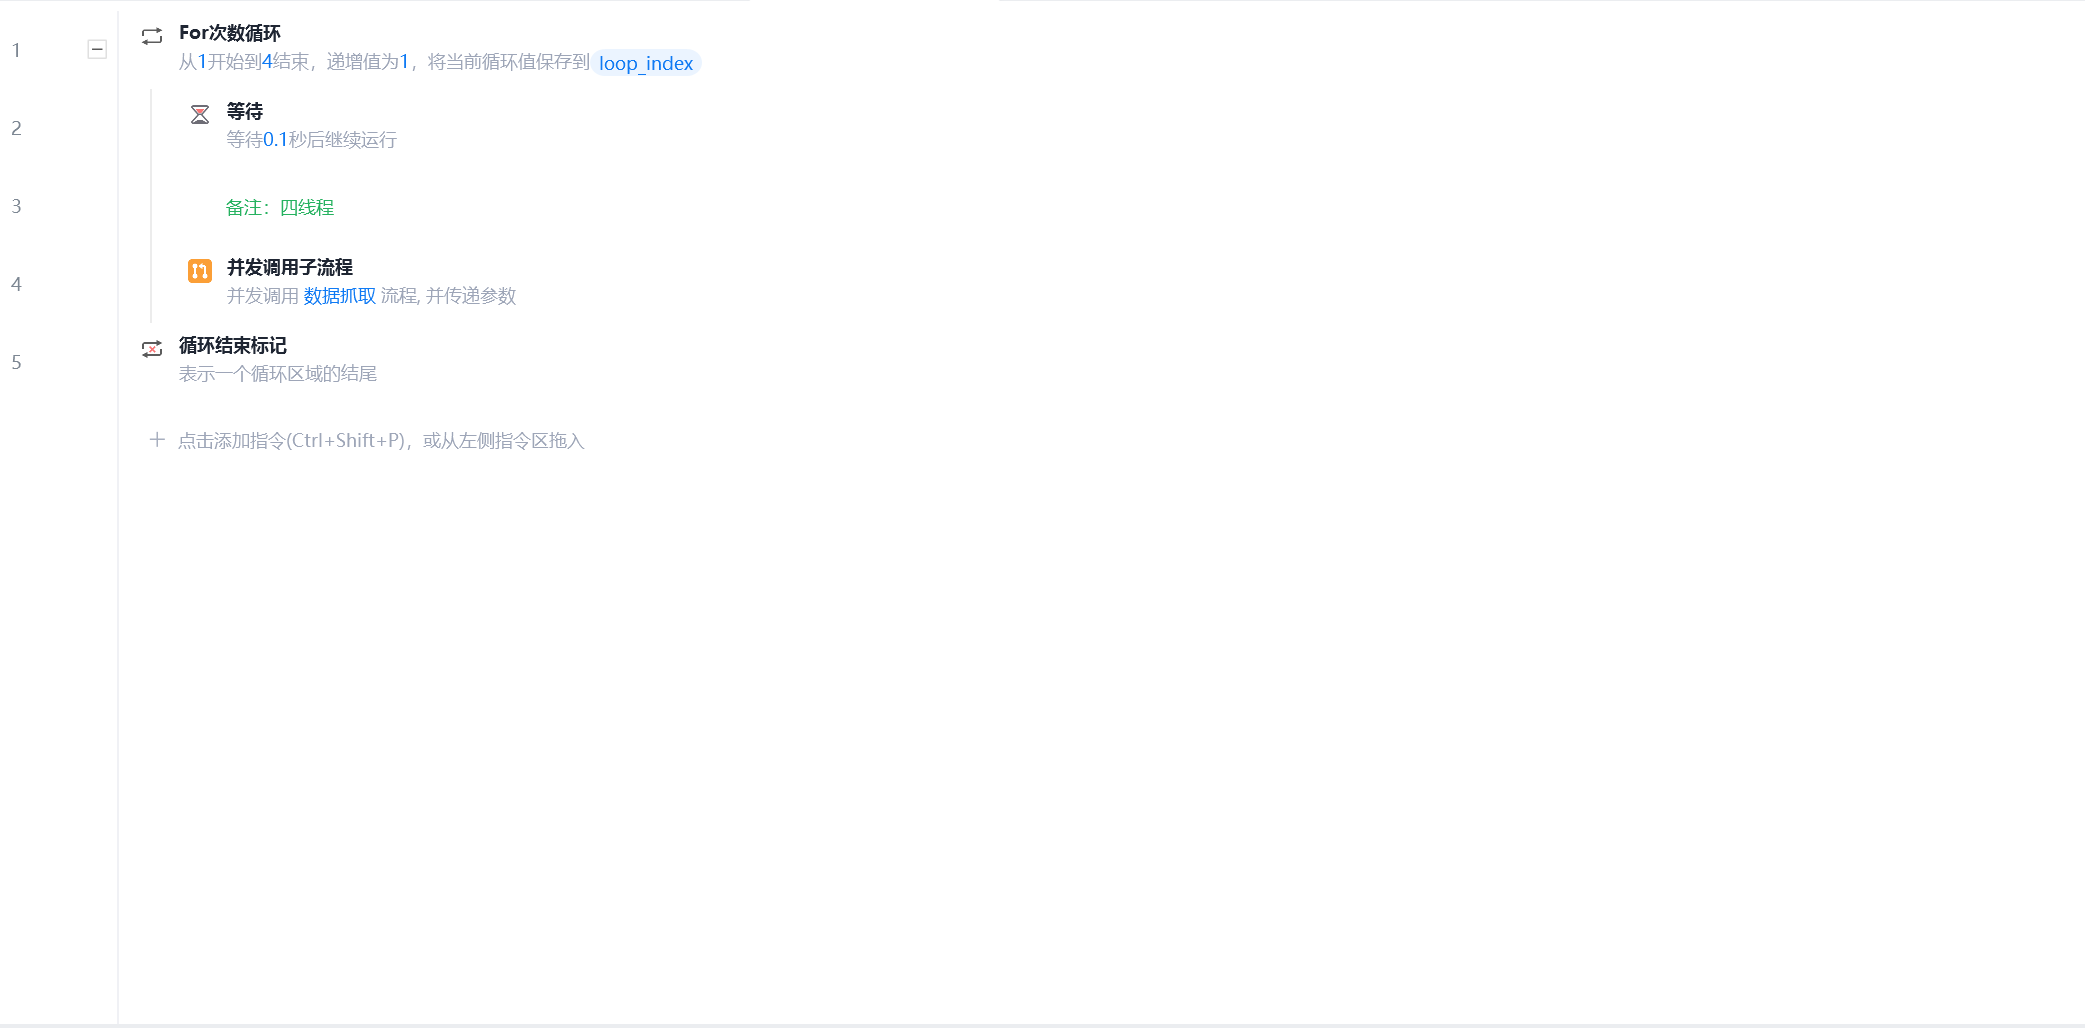 1
For次数循环
从1开始到4结束，递增值为1，将当前循环值保存到 loop_index
2
等待
等待0.1秒后继续运行
3
备注：四线程
4
并发调用子流程
并发调用 数据抓取 流程, 并传递参数
5
循环结束标记
表示一个循环区域的结尾
点击添加指令(Ctrl+Shift+P)，或从左侧指令区拖入